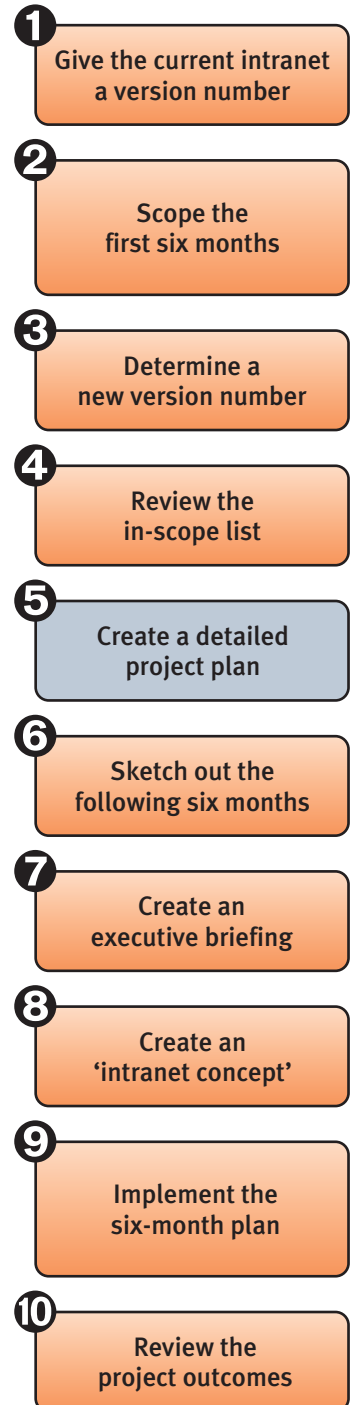 1
Give the current intranet
a version number
2
Scope the
first six months
3
Determine a
new version number
4
Review the
in-scope list
5
Create a detailed
project plan
6
Sketch out the
following six months
7
Create an
executive briefing
8
Create an
‘intranet concept’
9
Implement the
six-month plan
10
Review the
project outcomes